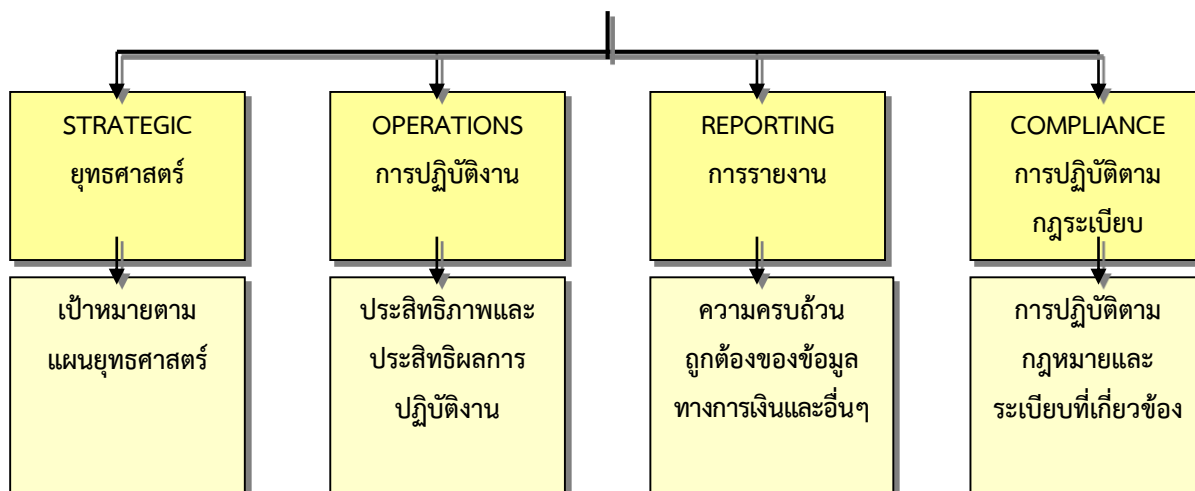 STRATEGIC
ยุทธศาสตร์
OPERATIONS
การปฏิบัติงาน
REPORTING
การรายงาน
COMPLIANCE
การปฏิบัติตาม
กฎระเบียบ
เป้าหมายตาม
แผนยุทธศาสตร์
ประสิทธิภาพและ
ประสิทธิผลการ
ปฏิบัติงาน
ความครบถ้วน
ถูกต้องของข้อมูล
ทางการเงินและอื่นๆ
การปฏิบัติตาม
กฎหมายและ
ระเบียบที่เกี่ยวข้อง